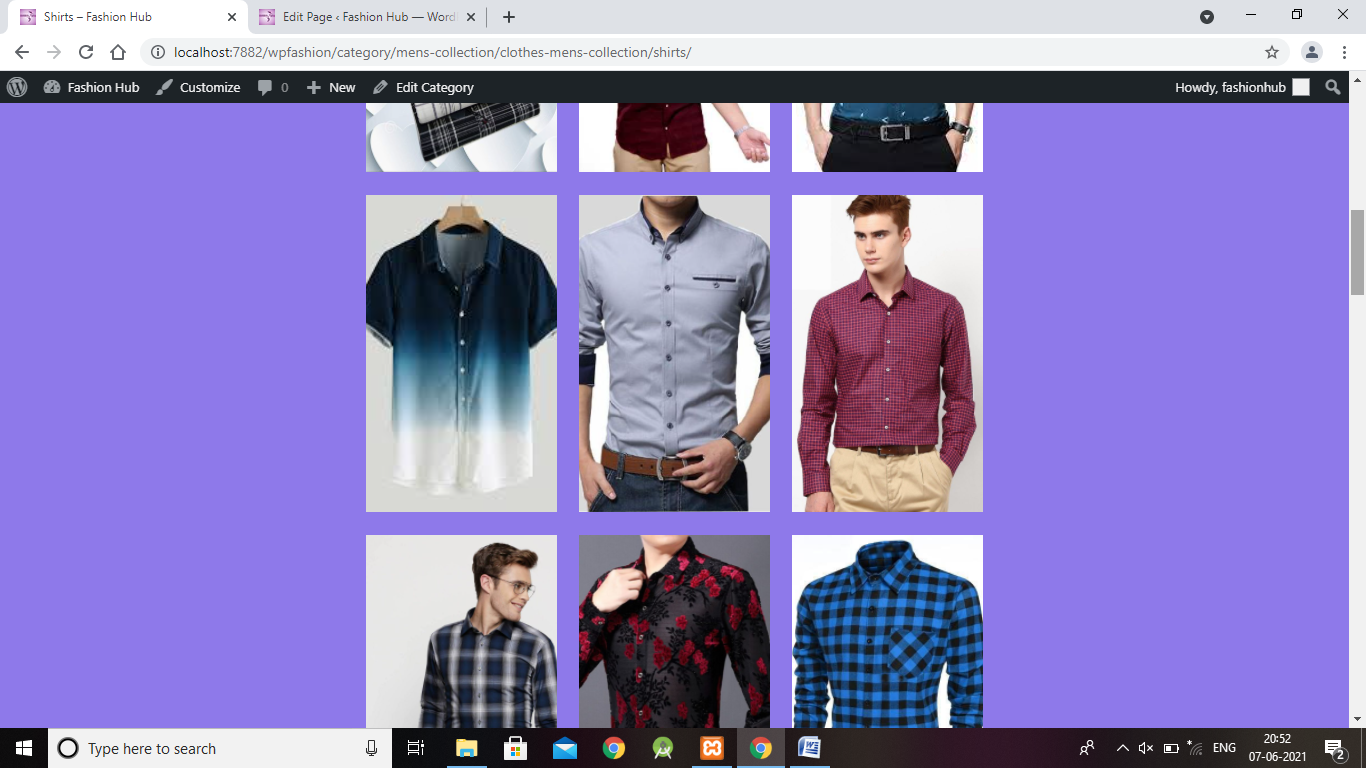 Shirts – Fashion Hub
Edit Page ‹ Fashion Hub — Word
localhost:7882/wpfashion/category/mens-collection/clothes-mens-collection/shirts/
Fashion Hub
Customize
0
New
Edit Category
Howdy, fashionhub
Type here to search
ENG
20:52
07-06-2021
2